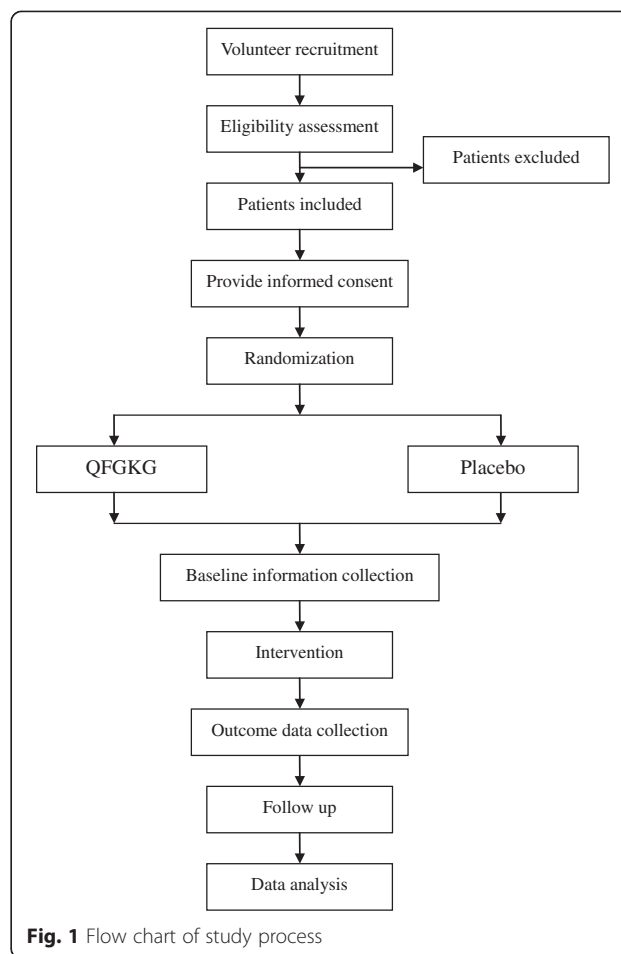 Volunteer recruitment
Eligibility assessment
Patients excluded
Patients included
Provide informed consent
Randomization
QFGKG
Placebo
Baseline information collection
Intervention
Outcome data collection
Follow up
Data analysis
Fig. 1 Flow chart of study process